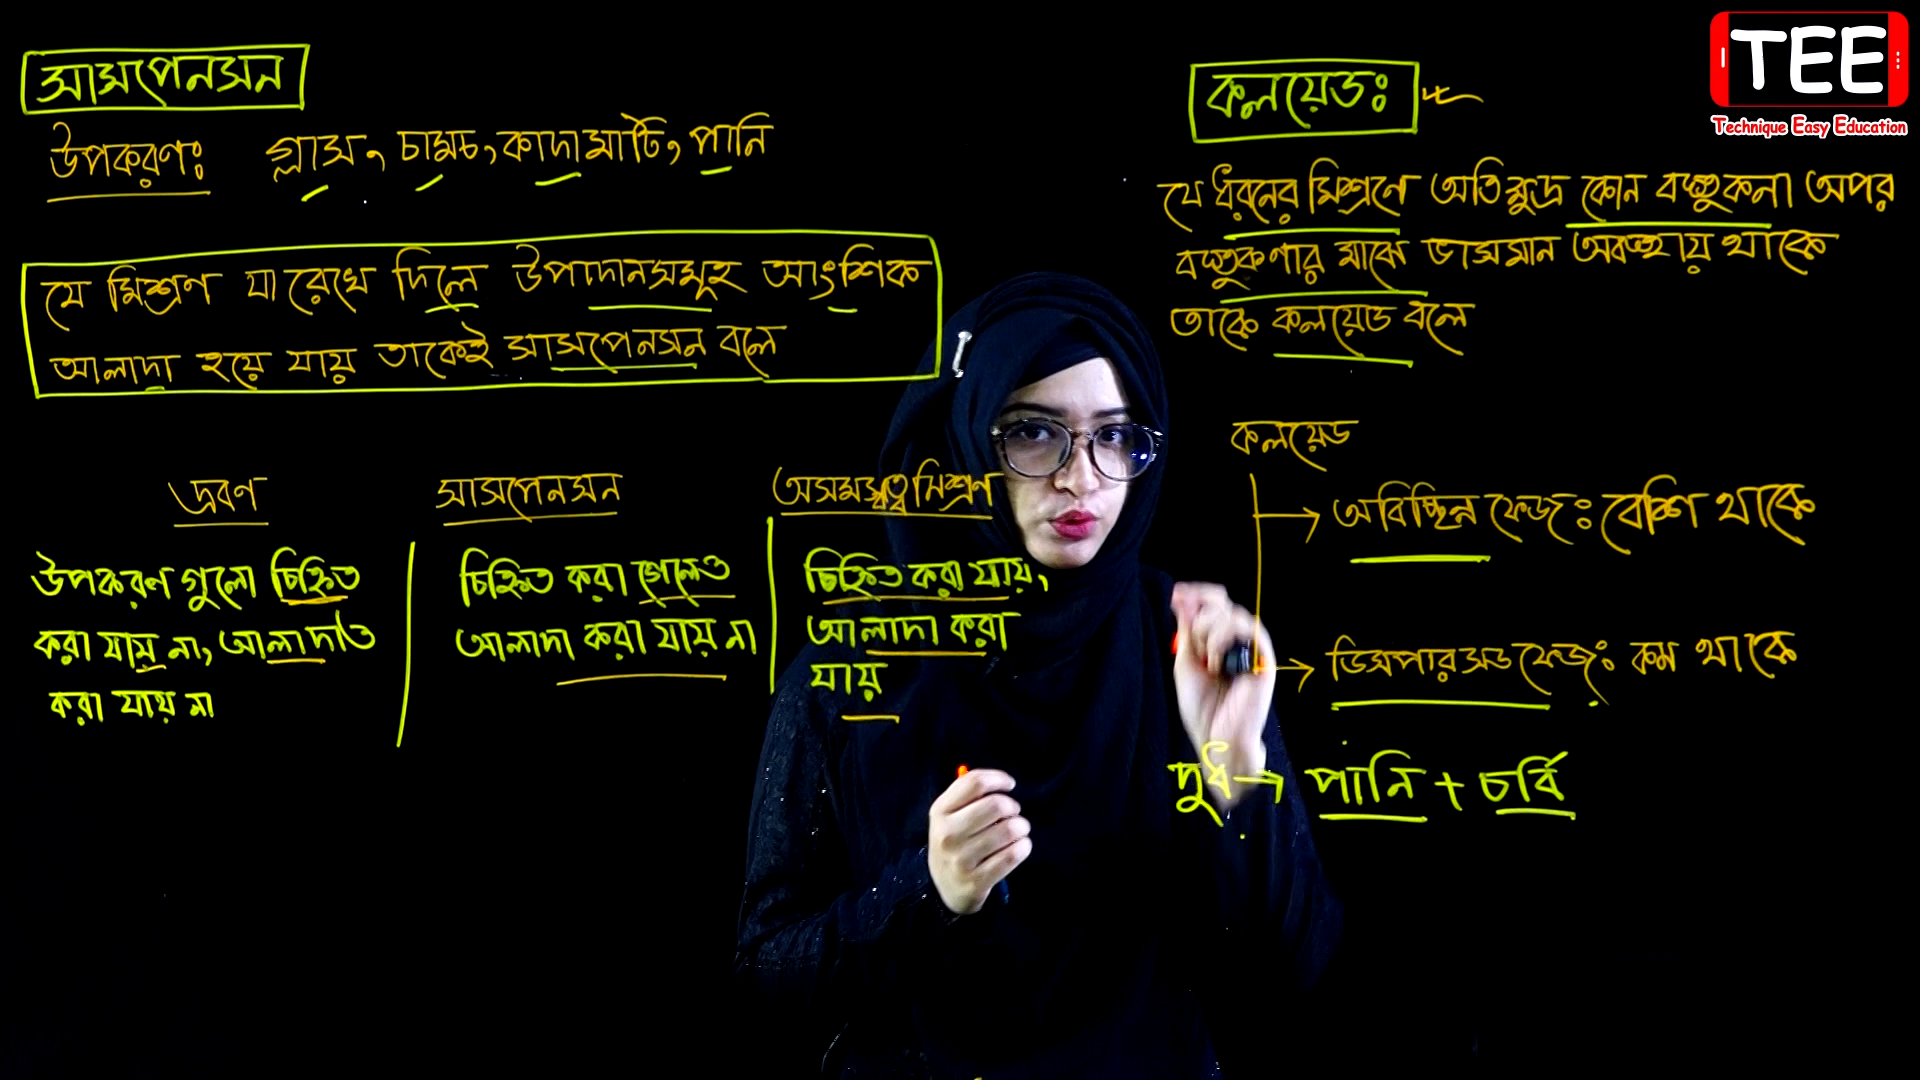 সাসপেনসন
উপকরণঃ গ্লাস, চামচ, কাদামাটি, পানি
যে মিশ্রণ যা রেখে দিলে উপাদানসমূহ আংশিক
আলাদা হয়ে যায় তাকেই সাসপেনসন বলে
দ্রবণ
উপকরণ গুলো চিহ্নিত
করা যায় না, আলাদাও
করা যায় না
সাসপেনসন
চিহ্নিত করা গেলেও
আলাদা করা যায় না
অসমসত্ত্ব মিশ্রণ
চিহ্নিত করা যায়,
আলাদা করা
যায়
TEE
Technique Easy Education
কলয়েডঃ
যে ধরনের মিশ্রণে অতিক্ষুদ্র কোন বস্তুকনা অপর
বস্তুকণার মাঝে ভাসমান অবস্থায় থাকে
তাকে কলয়েড বলে
কলয়েড
→ অবিচ্ছিন্ন ফেজঃ বেশি থাকে
→ ডিসপারসড ফেজঃ কম থাকে
দুধ → পানি + চর্বি